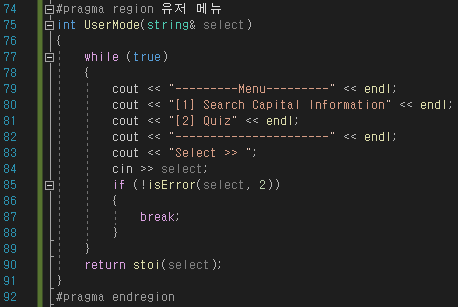 74 #pragma region 유저 메뉴
75 int UserMode(string& select)
76 {
77 while (true)
78 {
79 cout << "---------Menu---------" << endl;
80 cout << "[1] Search Capital Information" << endl;
81 cout << "[2] Quiz" << endl;
82 cout << "----------------------" << endl;
83 cout << "Select >> ";
84 cin >> select;
85 if (!isError(select, 2))
86 {
87 break;
88 }
89 }
90 return stoi(select);
91 }
92 #pragma endregion